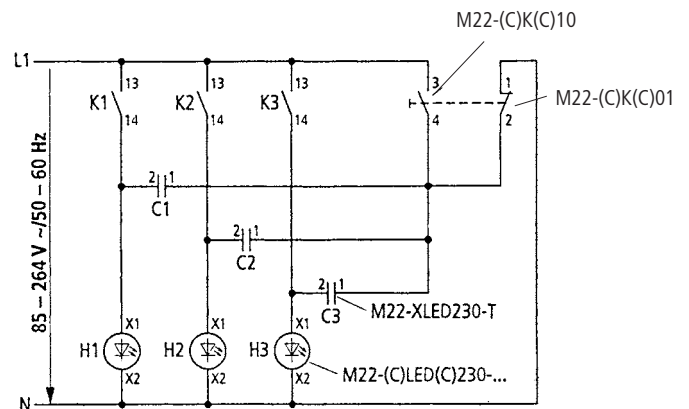 M22-(C)K(C)10
L1
13
13
13
3
1
K1
K2
K3
M22-(C)K(C)01
14
14
14
4
2
85 – 264 V ~/50 – 60 Hz
2 1
C1
2 1
C2
2 1
C3
M22-XLED230-T
X1
X1
X1
H1
H2
H3
X2
X2
X2
M22-(C)LED(C)230-...
N